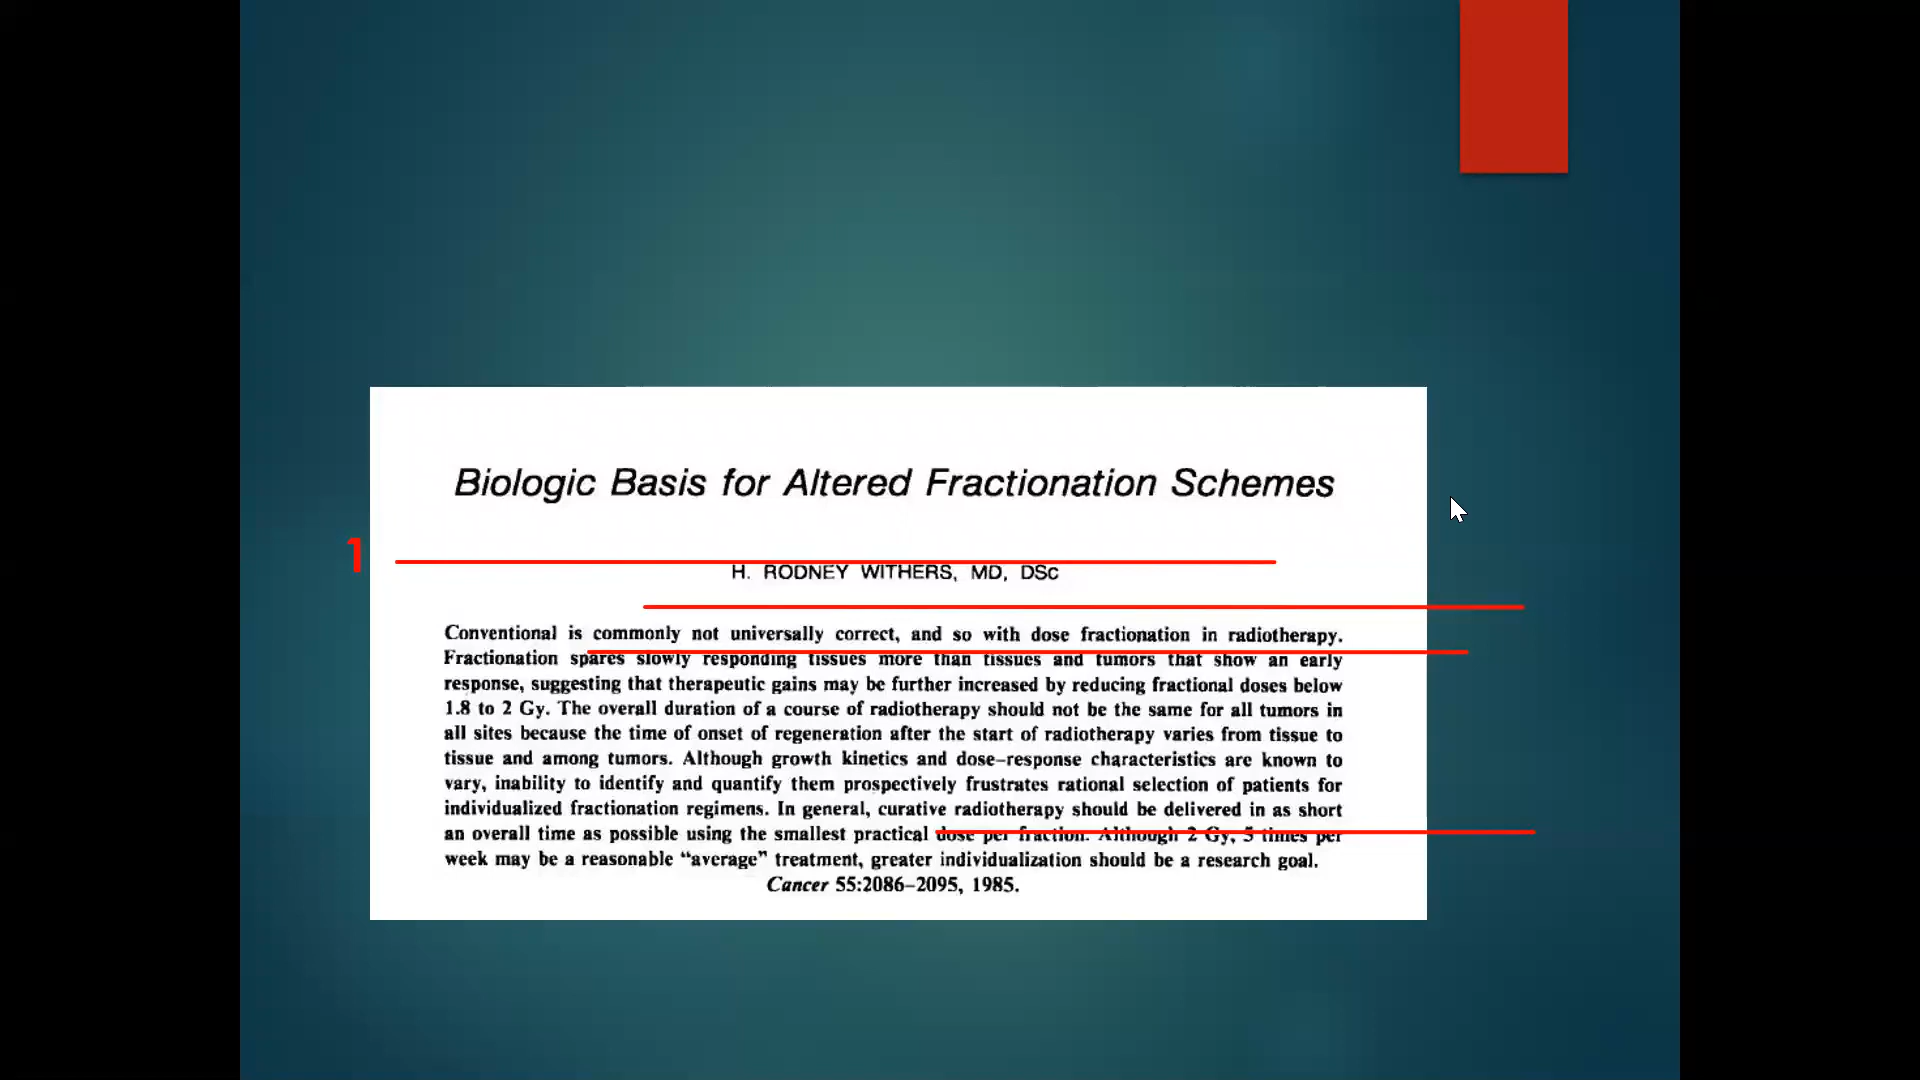 Biologic Basis for Altered Fractionation Schemes
1
H. RODNEY WITHERS, MD, DSc
Conventional is commonly not universally correct, and so with dose fractionation in radiotherapy.
Fractionation spares slowly responding tissues more than tissues and tumors that show an early
response, suggesting that therapeutic gains may be further increased by reducing fractional doses below
1.8 to 2 Gy. The overall duration of a course of radiotherapy should not be the same for all tumors in
all sites because the time of onset of regeneration after the start of radiotherapy varies from tissue to
tissue and among tumors. Although growth kinetics and dose–response characteristics are known to
vary, inability to identify and quantify them prospectively frustrates rational selection of patients for
individualized fractionation regimens. In general, curative radiotherapy should be delivered in as short
an overall time as possible using the smallest practical dose per fraction. Although 2 Gy, 5 times per
week may be a reasonable “average” treatment, greater individualization should be a research goal.
Cancer 55:2086–2095, 1985.